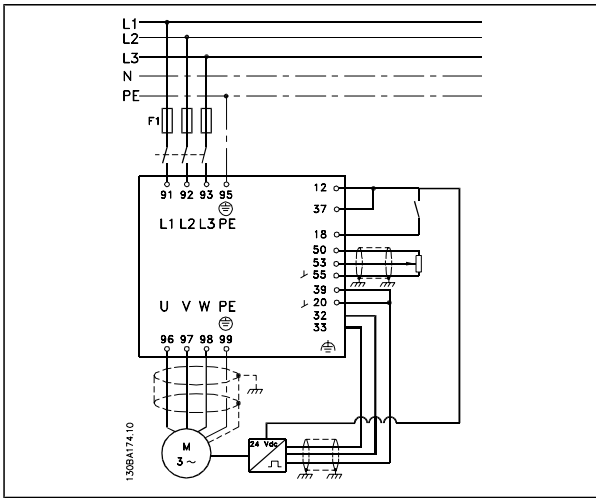 L1
L2
L3
N
PE
F1
91 92 93 95
L1 L2 L3 PE
12
37
18
50
53
55
39
20
32
33
U V W PE
96 97 98 99
M
3 ~
24 Vdc
130BA174.10